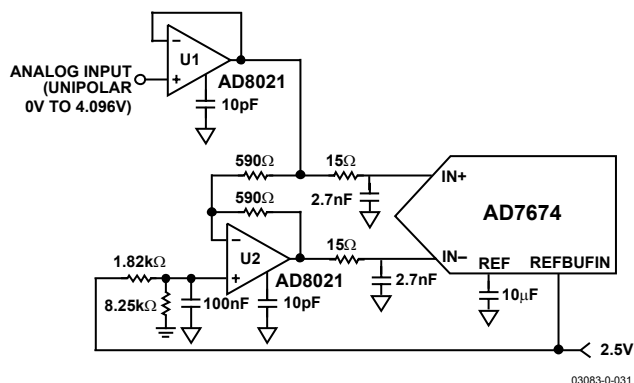 U1
ANALOG INPUT
(UNIPOLAR
0V TO 4.096V)
AD8021
10pF
590Ω
15Ω
IN+
590Ω
2.7nF
AD7674
15Ω
IN–
U2
REF
REFBUFIN
1.82kΩ
AD8021
2.7nF
8.25kΩ
100nF
10pF
10μF
2.5V
03083-0-031